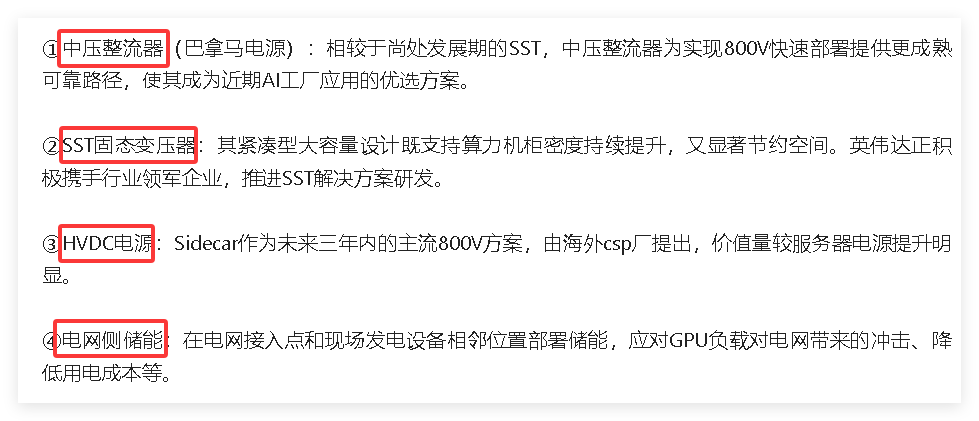 ①中压整流器（巴拿马电源）：相较于尚处发展期的SST，中压整流器为实现800V快速部署提供更成熟
可靠路径，使其成为近期AI工厂应用的优选方案。
②SST固态变压器：其紧凑型大容量设计既支持算力机柜密度持续提升，又显著节约空间。英伟达正积
极携手行业领军企业，推进SST解决方案研发。
③HVDC电源：Sidecar作为未来三年内的主流800V方案，由海外csp厂提出，价值量较服务器电源提升明
显。
④电网侧储能：在电网接入点和现场发电设备相邻位置部署储能，应对GPU负载对电网带来的冲击、降
低用电成本等。